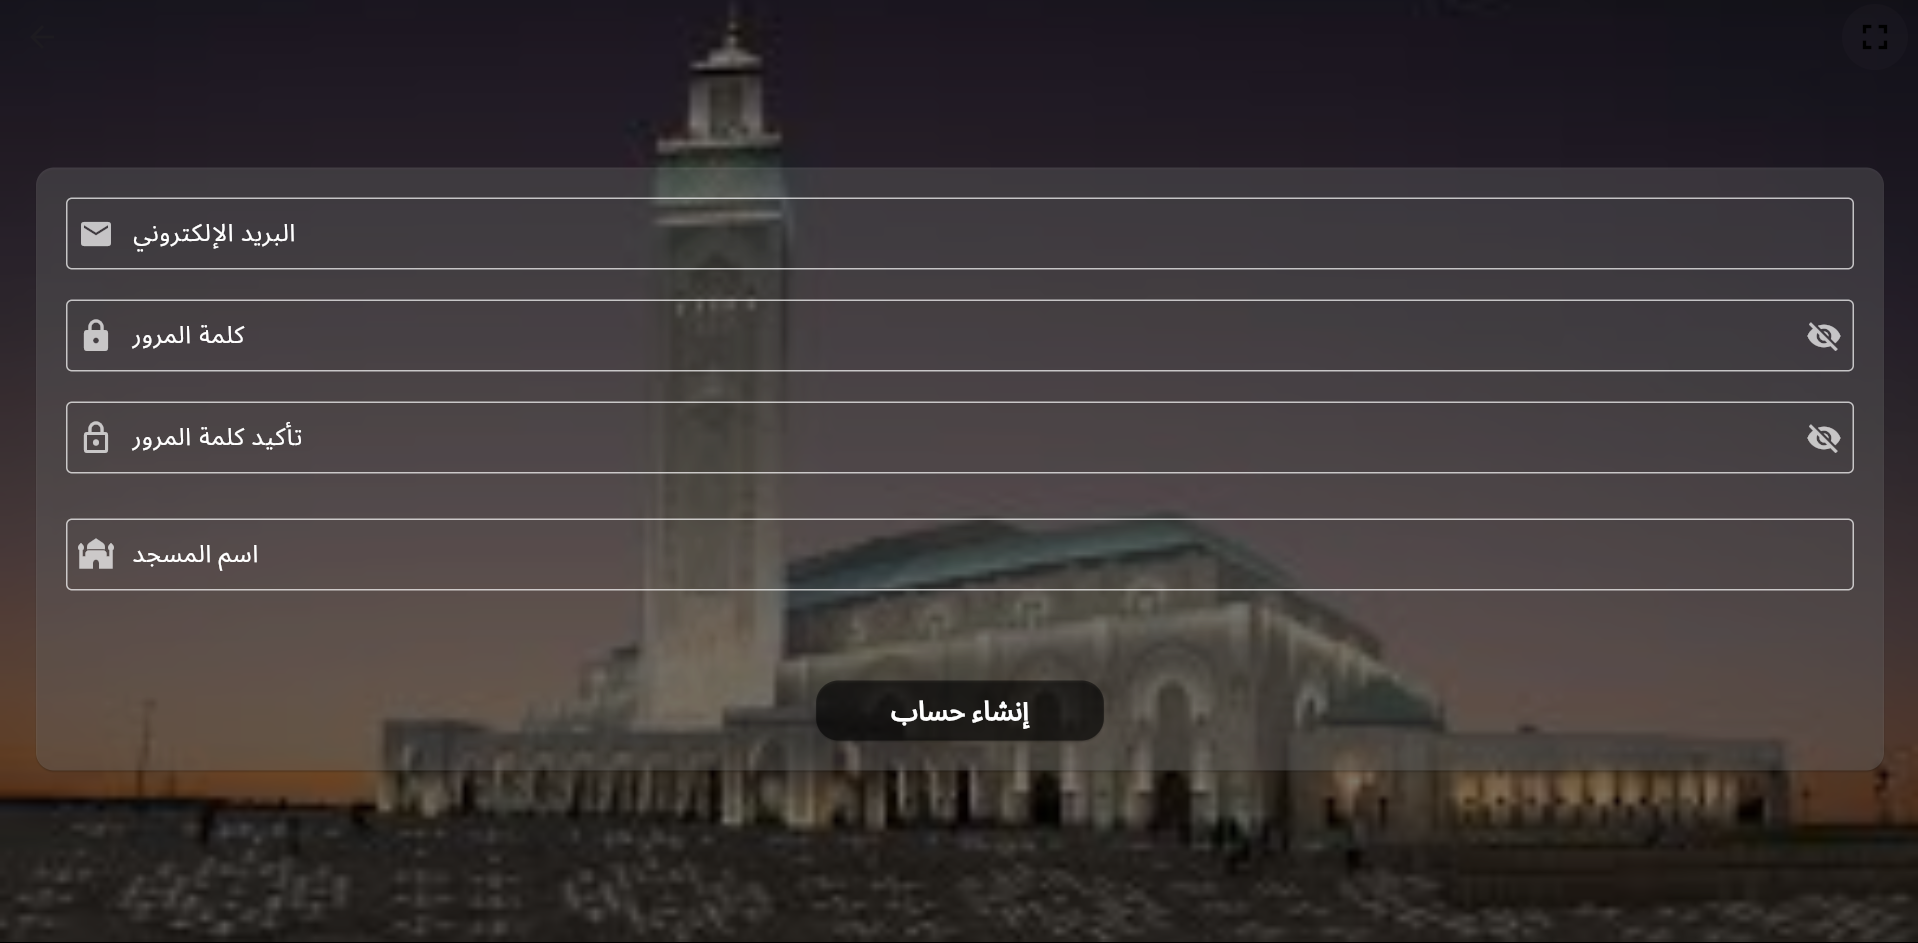 البريد الإلكتروني
كلمة المرور
تأكيد كلمة المرور
اسم المسجد
إنشاء حساب